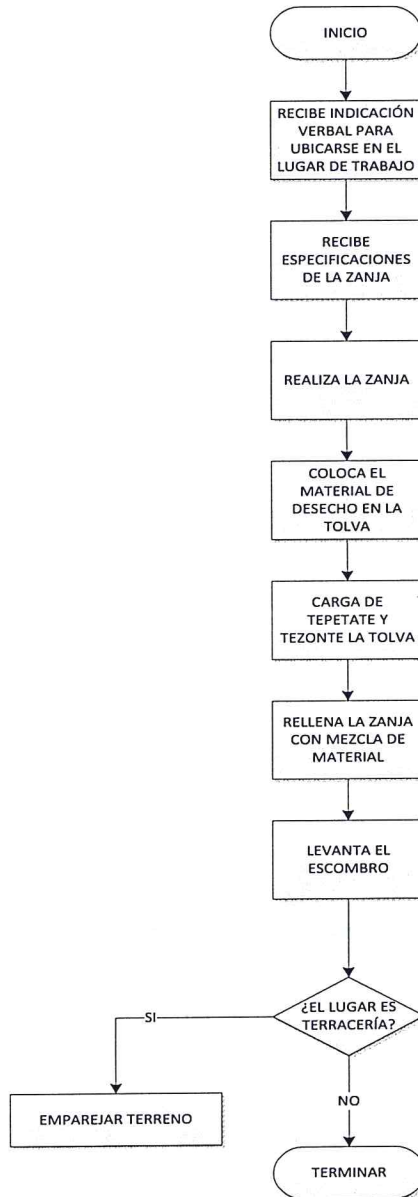 INICIO
RECIBE INDICACIÓN
VERBAL PARA
UBICARSE EN EL
LUGAR DE TRABAJO
RECIBE
ESPECIFICACIONES
DE LA ZANJA
REALIZA LA ZANJA
COLOCA EL
MATERIAL DE
DESECHO EN LA
TOLVA
CARGA DE
TEPETATE Y
TEZONTE LA TOLVA
RELLENA LA ZANJA
CON MEZCLA DE
MATERIAL
LEVANTA EL
ESCOMBRO
¿EL LUGAR ES
TERRACERÍA?
SI
EMPAREJAR TERRENO
NO
TERMINAR